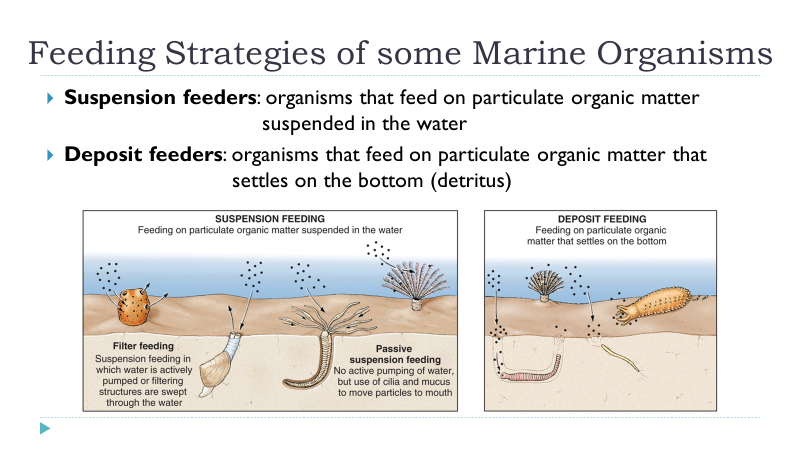 Feeding Strategies of some Marine Organisms
Suspension feeders: organisms that feed on particulate organic matter
suspended in the water
Deposit feeders: organisms that feed on particulate organic matter that
settles on the bottom (detritus)
SUSPENSION FEEDING
Feeding on particulate organic matter suspended in the water
Filter feeding
Suspension feeding in
which water is actively
pumped or filtering
structures are swept
through the water
Passive
suspension feeding
No active pumping of water,
but use of cilia and mucus
to move particles to mouth
DEPOSIT FEEDING
Feeding on particulate organic
matter that settles on the bottom